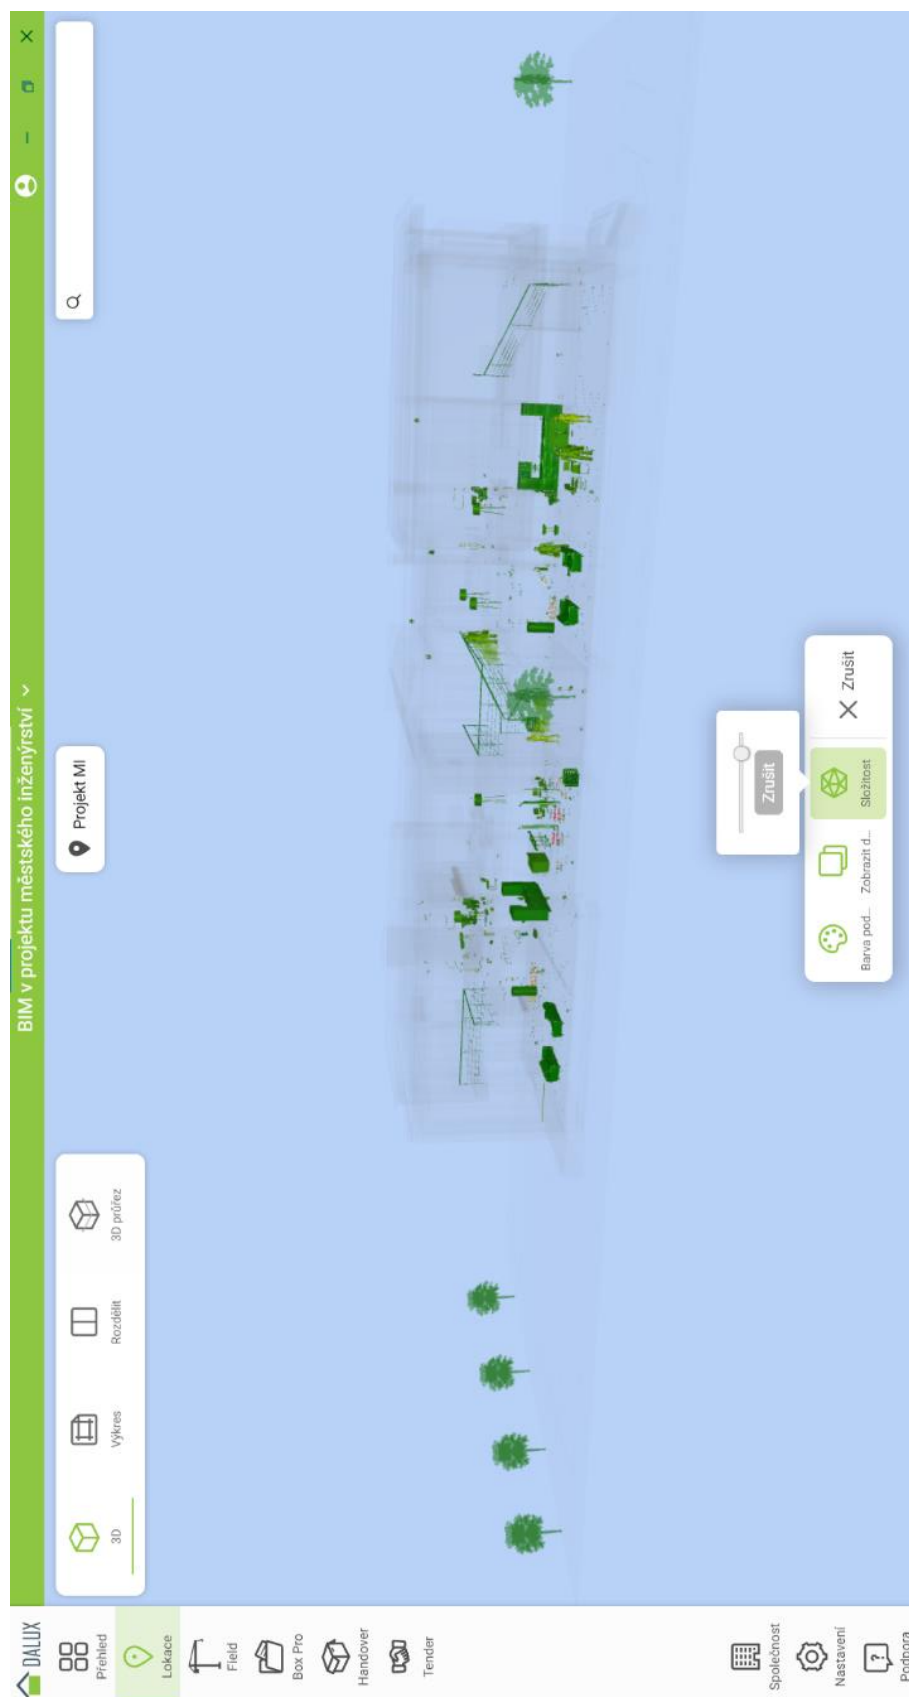 DALUX
BIM v projektu městského inženýrství
Přehled
Lokace
Field
Box Pro
Handover
Tender
Společnost
Nastavení
Podpora
3D
Výkres
Rozdělit
3D průřez
Projekt MI
Zrušit
Barva pod...
Zobrazit d...
Složitost
Zrušit